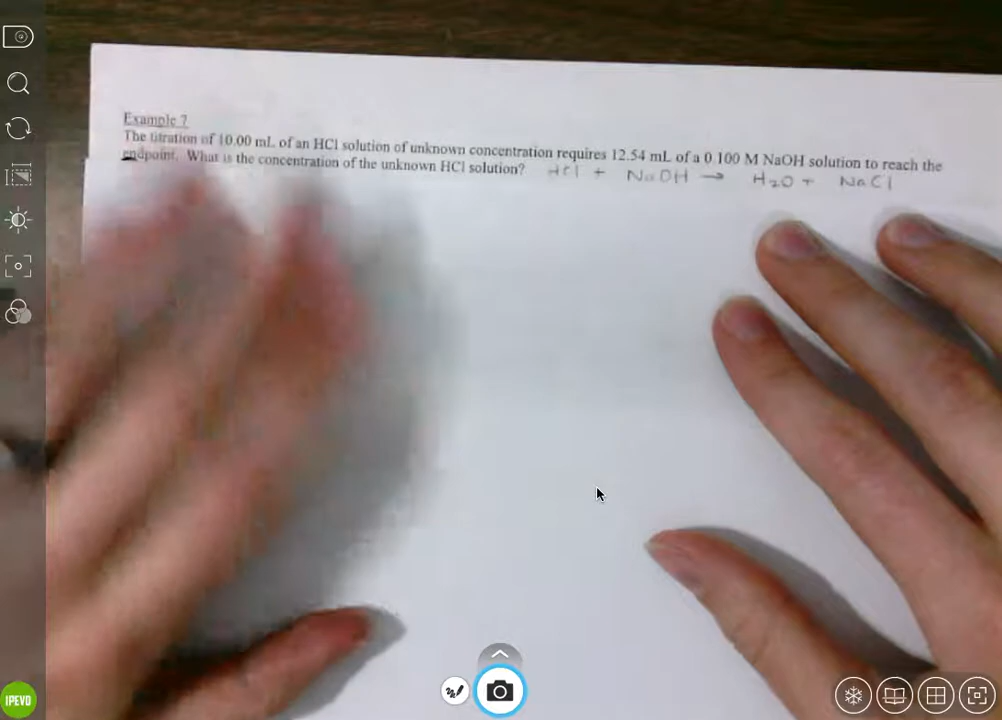 Example 7
The titration of 10.00 mL of an HCl solution of unknown concentration requires 12.54 mL of a 0.100 M NaOH solution to reach the
endpoint. What is the concentration of the unknown HCl solution? HCl + NaOH → H₂O + NaCl
IPEVO